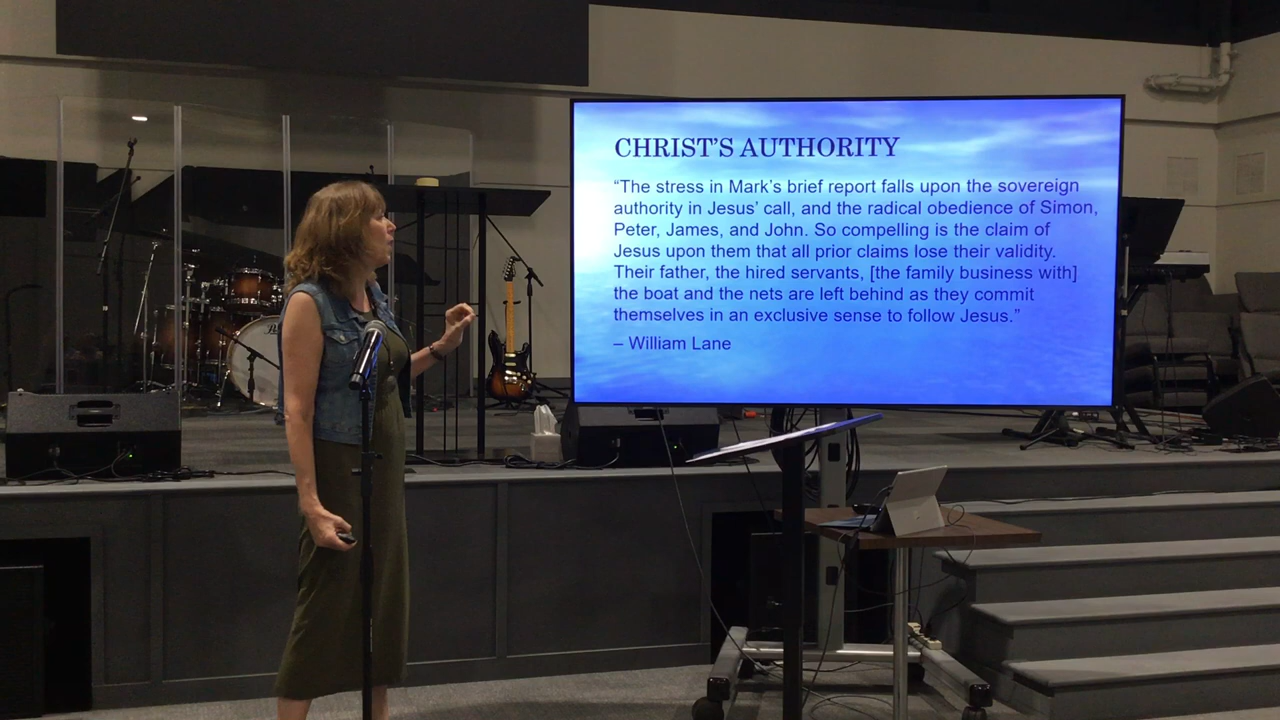 CHRIST'S AUTHORITY
“The stress in Mark’s brief report falls upon the sovereign
authority in Jesus’ call, and the radical obedience of Simon,
Peter, James, and John. So compelling is the claim of
Jesus upon them that all prior claims lose their validity.
Their father, the hired servants, [the family business with]
the boat and the nets are left behind as they commit
themselves in an exclusive sense to follow Jesus.”
– William Lane